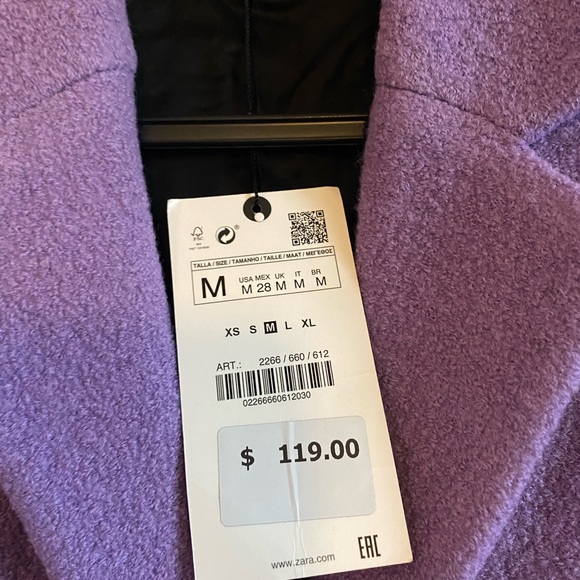 FSC
TALLA / SIZE / TAMANHO / TAILLE / MAAT / ΜΕΓΕΘΟΣ
M
USA MEX UK IT BR
M 28 M M M
XS S M L XL
ART.: 2266 / 660 / 612
02266660612030
$ 119.00
www.zara.com
EAC